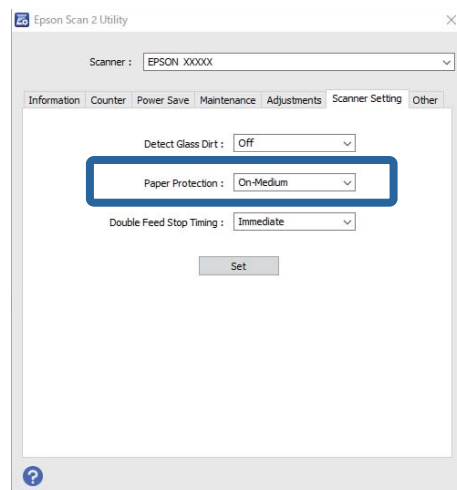 Epson Scan 2 Utility
Scanner : EPSON XXXXX
Information Counter Power Save Maintenance Adjustments Scanner Setting Other
Detect Glass Dirt : Off
Paper Protection : On-Medium
Double Feed Stop Timing : Immediate
Set
?